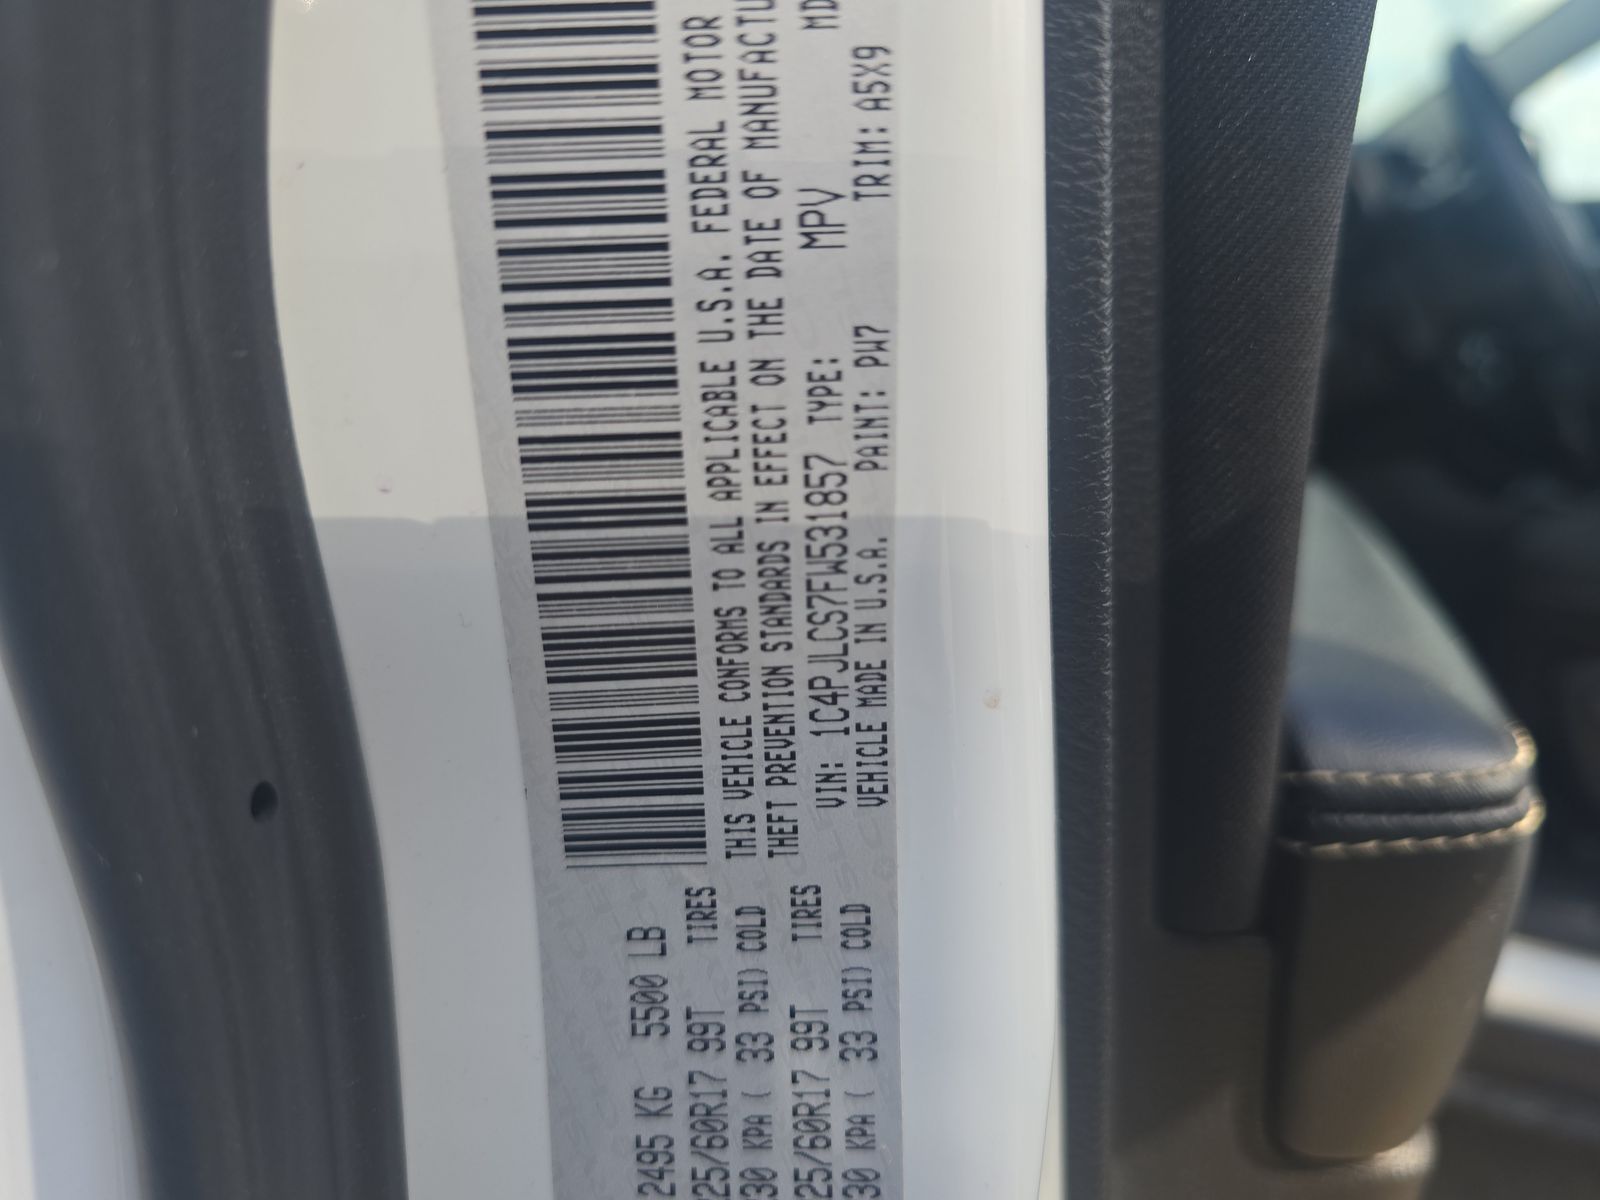 2495 KG 5500 LB
25/60R17 99T TIRES
30 KPA ( 33 PSI) COLD
25/60R17 99T TIRES
30 KPA ( 33 PSI) COLD
THIS VEHICLE CONFORMS TO ALL APPLICABLE U.S.A. FEDERAL MOTOR
THEFT PREVENTION STANDARDS IN EFFECT ON THE DATE OF MANUFACTU
VIN: 1C4PJLCS7FW531857 TYPE: MPV MD
VEHICLE MADE IN U.S.A. PAINT: PW7 TRIM: A5X9